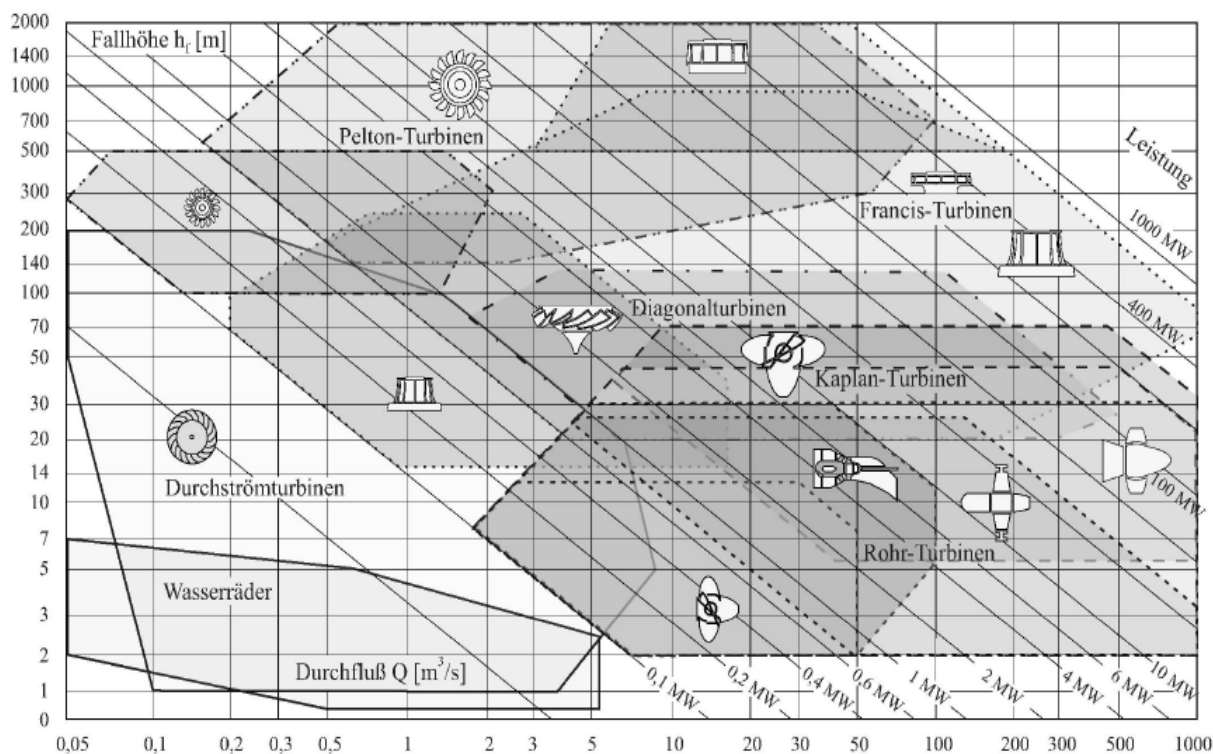 2000
Fallhöhe h_f [m]
1400
1000
700
Pelton-Turbinen
Leistung
500
300
Francis-Turbinen
200
1000 MW
140
100
Diagonalturbinen
70
400 MW
50
Kaplan-Turbinen
30
20
14
Durchströmturbinen
100 MW
10
7
Rohr-Turbinen
5
Wasserräder
3
2
Durchfluß Q [m³/s]
0,1 MW
0,2 MW
0,4 MW
0,6 MW
1 MW
2 MW
4 MW
6 MW
10 MW
1
0
0,05 0,1 0,2 0,3 0,5 1 2 3 5 10 20 30 50 100 200 300 500 1000